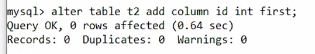 mysql> alter table t2 add column id int first;
Query OK, 0 rows affected (0.64 sec)
Records: 0  Duplicates: 0  Warnings: 0